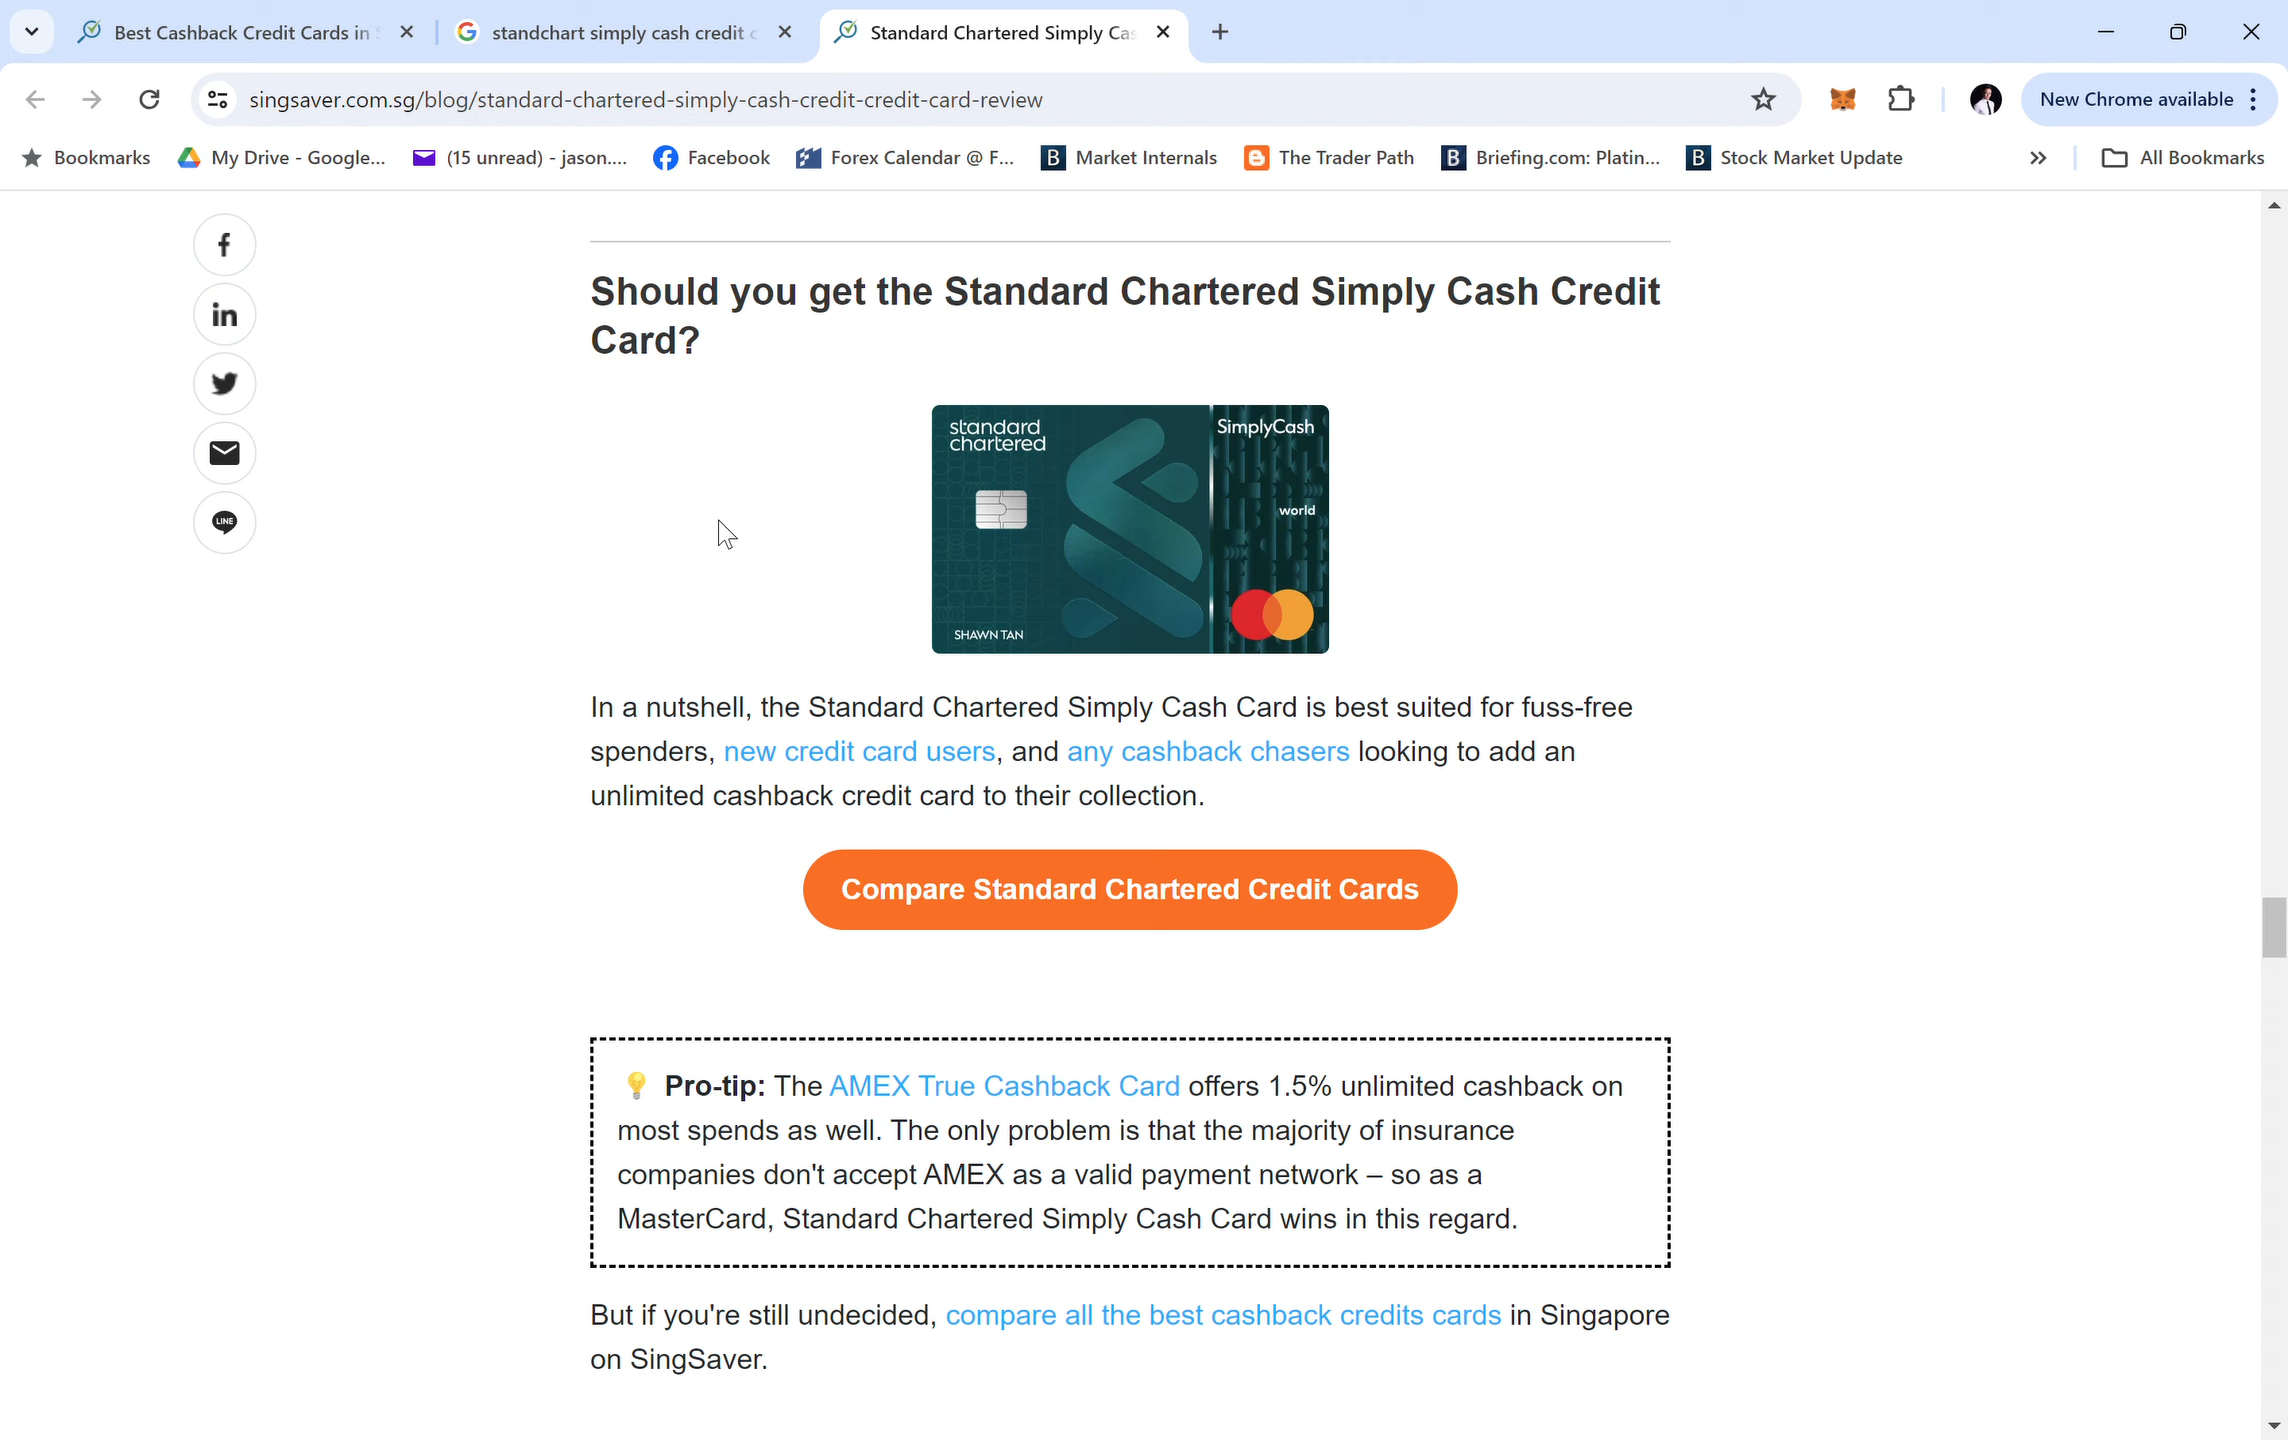 Best Cashback Credit Cards in S
standchart simply cash credit c
Standard Chartered Simply Cas
singsaver.com.sg/blog/standard-chartered-simply-cash-credit-credit-card-review
New Chrome available
Bookmarks
My Drive - Google...
(15 unread) - jason....
Facebook
Forex Calendar @ F...
B Market Internals
The Trader Path
B Briefing.com: Platin...
B Stock Market Update
All Bookmarks
Should you get the Standard Chartered Simply Cash Credit
Card?
standard
chartered
SimplyCash
world
SHAWN TAN
LINE
In a nutshell, the Standard Chartered Simply Cash Card is best suited for fuss-free
spenders, new credit card users, and any cashback chasers looking to add an
unlimited cashback credit card to their collection.
Compare Standard Chartered Credit Cards
Pro-tip: The AMEX True Cashback Card offers 1.5% unlimited cashback on
most spends as well. The only problem is that the majority of insurance
companies don't accept AMEX as a valid payment network – so as a
MasterCard, Standard Chartered Simply Cash Card wins in this regard.
But if you're still undecided, compare all the best cashback credits cards in Singapore
on SingSaver.